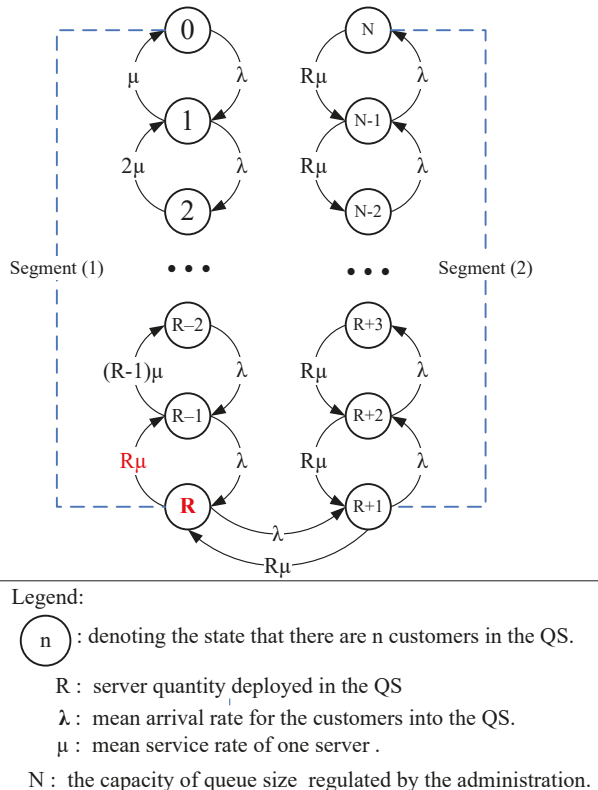 0
N
μ
λ
Rμ
λ
1
N-1
2μ
λ
Rμ
λ
2
N-2
Segment (1)
• • •
• • •
Segment (2)
R–2
R+3
(R-1)μ
λ
Rμ
λ
R–1
R+2
Rμ
λ
Rμ
λ
R
R+1
λ
Rμ
Legend:
n : denoting the state that there are n customers in the QS.
R : server quantity deployed in the QS
λ : mean arrival rate for the customers into the QS.
μ : mean service rate of one server .
N : the capacity of queue size regulated by the administration.